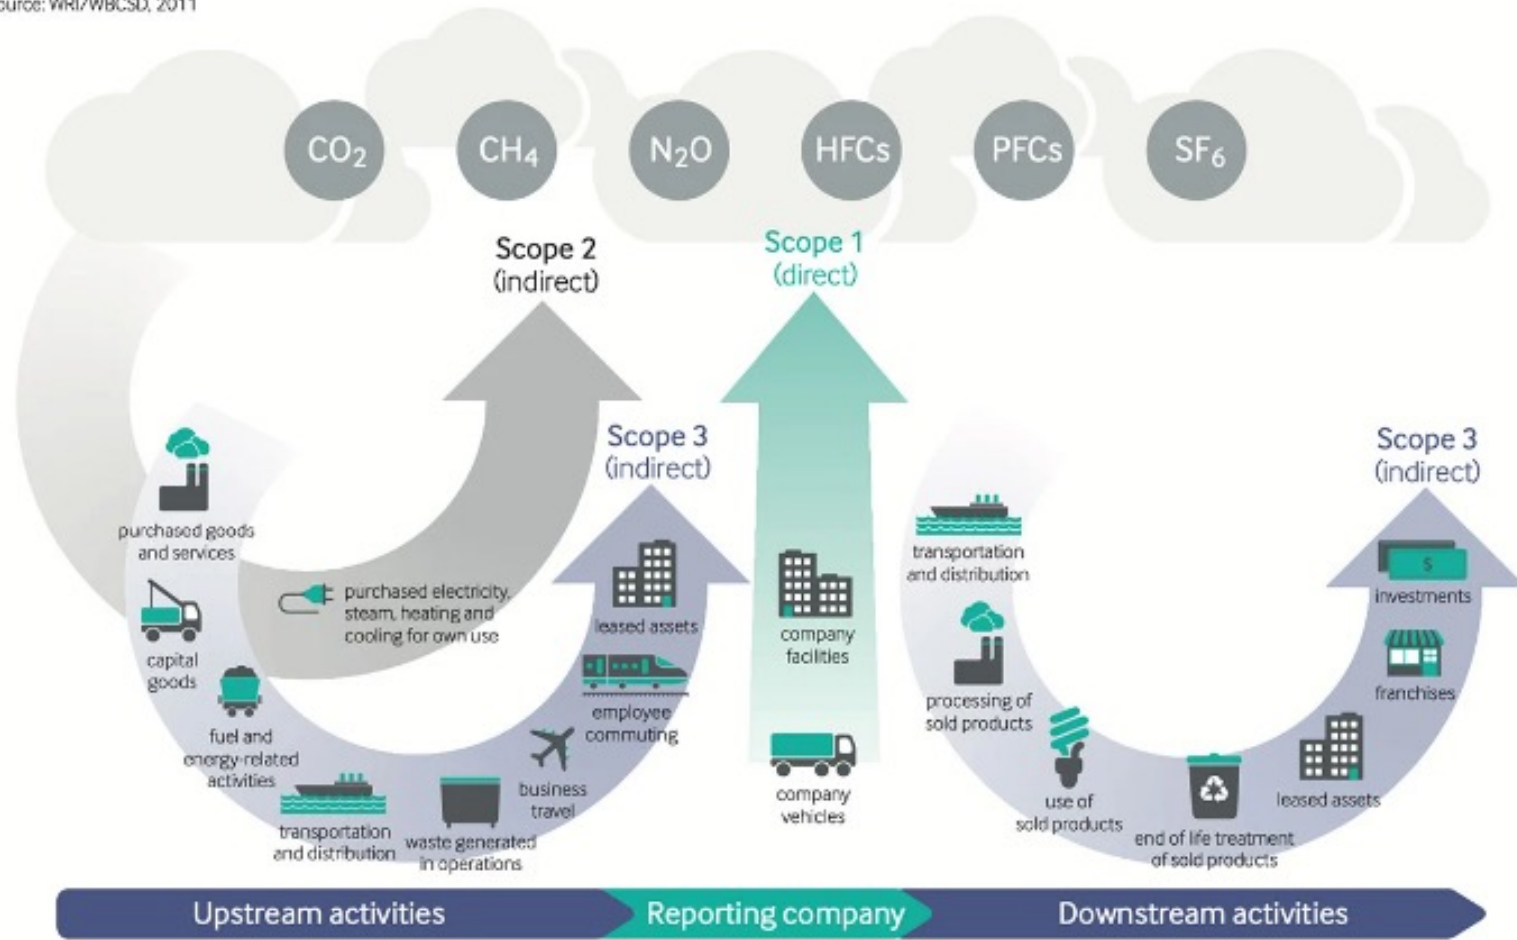 ource: WRI/WBCSD, 2011
CO₂
CH₄
N₂O
HFCs
PFCs
SF₆
Scope 2
(indirect)
Scope 1
(direct)
Scope 3
(indirect)
Scope 3
(indirect)
purchased goods
and services
capital
goods
fuel and
energy-related
activities
transportation
and distribution
waste generated
in operations
business
travel
employee
commuting
leased assets
purchased electricity,
steam, heating and
cooling for own use
company
facilities
company
vehicles
transportation
and distribution
processing of
sold products
use of
sold products
end of life treatment
of sold products
leased assets
franchises
$
investments
Upstream activities
Reporting company
Downstream activities